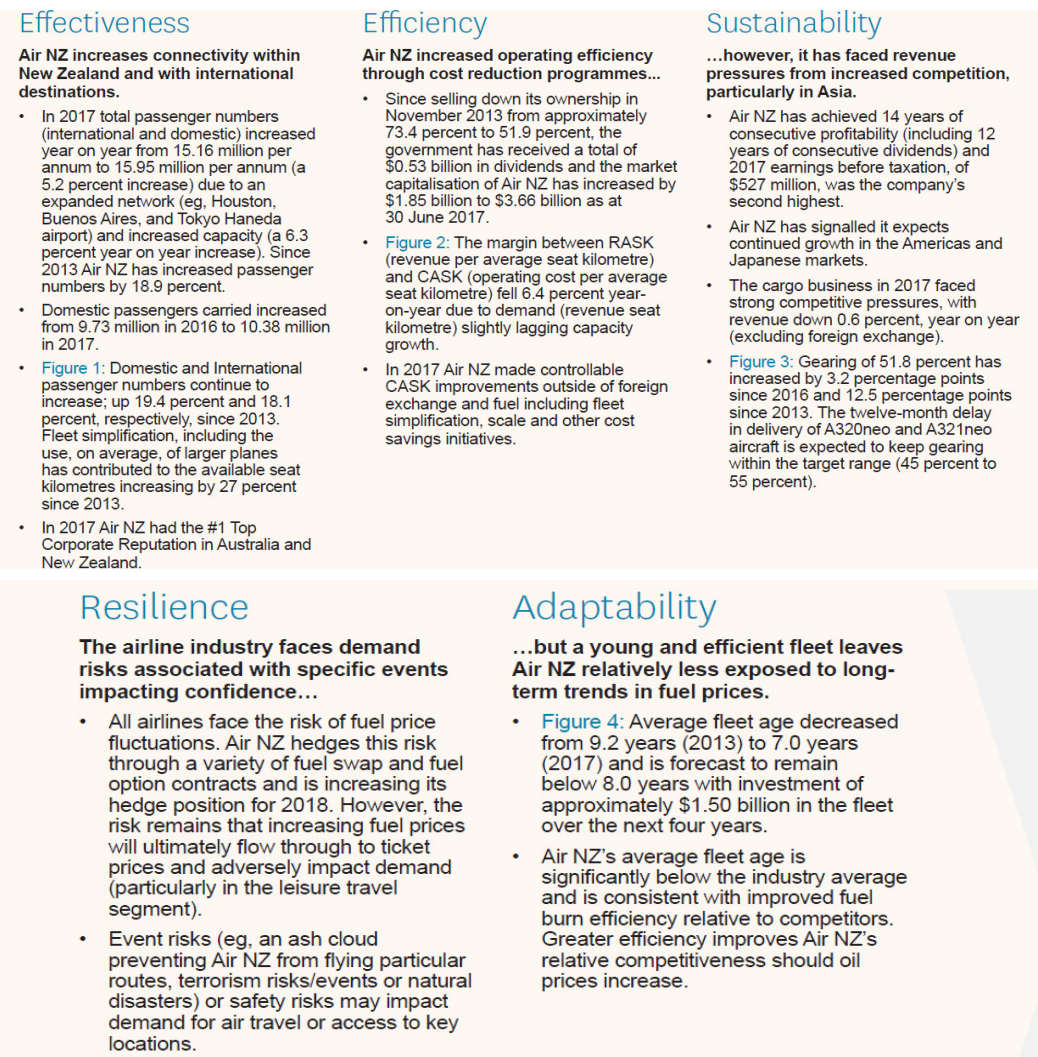 Effectiveness
Air NZ increases connectivity within
New Zealand and with international
destinations.
• In 2017 total passenger numbers
(international and domestic) increased
year on year from 15.16 million per
annum to 15.95 million per annum (a
5.2 percent increase) due to an
expanded network (eg, Houston,
Buenos Aires, and Tokyo Haneda
airport) and increased capacity (a 6.3
percent year on year increase). Since
2013 Air NZ has increased passenger
numbers by 18.9 percent.
• Domestic passengers carried increased
from 9.73 million in 2016 to 10.38 million
in 2017.
• Figure 1: Domestic and International
passenger numbers continue to
increase; up 19.4 percent and 18.1
percent, respectively, since 2013.
Fleet simplification, including the
use, on average, of larger planes
has contributed to the available seat
kilometres increasing by 27 percent
since 2013.
• In 2017 Air NZ had the #1 Top
Corporate Reputation in Australia and
New Zealand.
Efficiency
Air NZ increased operating efficiency
through cost reduction programmes...
• Since selling down its ownership in
November 2013 from approximately
73.4 percent to 51.9 percent, the
government has received a total of
$0.53 billion in dividends and the market
capitalisation of Air NZ has increased by
$1.85 billion to $3.66 billion as at
30 June 2017.
• Figure 2: The margin between RASK
(revenue per average seat kilometre)
and CASK (operating cost per average
seat kilometre) fell 6.4 percent year-
on-year due to demand (revenue seat
kilometre) slightly lagging capacity
growth.
• In 2017 Air NZ made controllable
CASK improvements outside of foreign
exchange and fuel including fleet
simplification, scale and other cost
savings initiatives.
Sustainability
…however, it has faced revenue
pressures from increased competition,
particularly in Asia.
• Air NZ has achieved 14 years of
consecutive profitability (including 12
years of consecutive dividends) and
2017 earnings before taxation, of
$527 million, was the company's
second highest.
• Air NZ has signalled it expects
continued growth in the Americas and
Japanese markets.
• The cargo business in 2017 faced
strong competitive pressures, with
revenue down 0.6 percent, year on year
(excluding foreign exchange).
• Figure 3: Gearing of 51.8 percent has
increased by 3.2 percentage points
since 2016 and 12.5 percentage points
since 2013. The twelve-month delay
in delivery of A320neo and A321neo
aircraft is expected to keep gearing
within the target range (45 percent to
55 percent).
Resilience
The airline industry faces demand
risks associated with specific events
impacting confidence…
• All airlines face the risk of fuel price
fluctuations. Air NZ hedges this risk
through a variety of fuel swap and fuel
option contracts and is increasing its
hedge position for 2018. However, the
risk remains that increasing fuel prices
will ultimately flow through to ticket
prices and adversely impact demand
(particularly in the leisure travel
segment).
• Event risks (eg, an ash cloud
preventing Air NZ from flying particular
routes, terrorism risks/events or natural
disasters) or safety risks may impact
demand for air travel or access to key
locations.
Adaptability
…but a young and efficient fleet leaves
Air NZ relatively less exposed to long-
term trends in fuel prices.
• Figure 4: Average fleet age decreased
from 9.2 years (2013) to 7.0 years
(2017) and is forecast to remain
below 8.0 years with investment of
approximately $1.50 billion in the fleet
over the next four years.
• Air NZ's average fleet age is
significantly below the industry average
and is consistent with improved fuel
burn efficiency relative to competitors.
Greater efficiency improves Air NZ's
relative competitiveness should oil
prices increase.